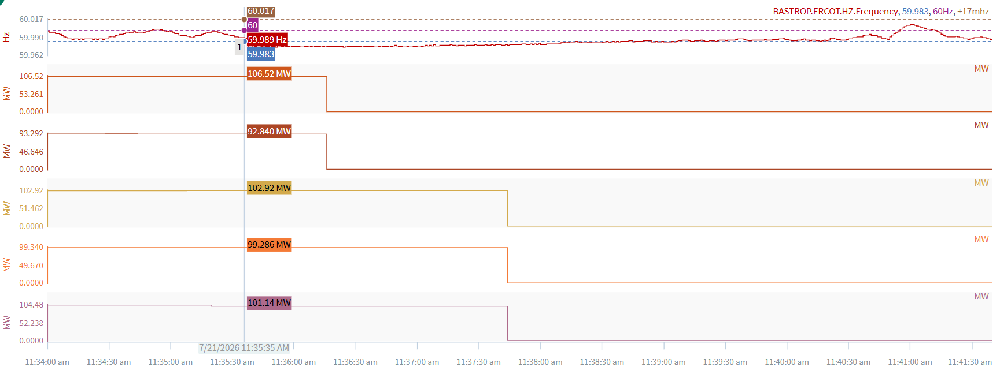 BASTROP.ERCOT.HZ.Frequency, 59.983, 60Hz, +17mhz
Hz
60.017
59.990
59.962
60.017
60
59.989 Hz
59.983
1
MW
106.52
53.261
0.0000
106.52 MW
MW
MW
93.292
46.646
0.0000
92.840 MW
MW
MW
102.92
51.462
0.0000
102.92 MW
MW
MW
99.340
49.670
0.0000
99.286 MW
MW
MW
104.48
52.238
0.0000
101.14 MW
MW
7/21/2026 11:35:35 AM
11:34:00 am 11:34:30 am 11:35:00 am 11:35:30 am 11:36:00 am 11:36:30 am 11:37:00 am 11:37:30 am 11:38:00 am 11:38:30 am 11:39:00 am 11:39:30 am 11:40:00 am 11:40:30 am 11:41:00 am 11:41:30 am